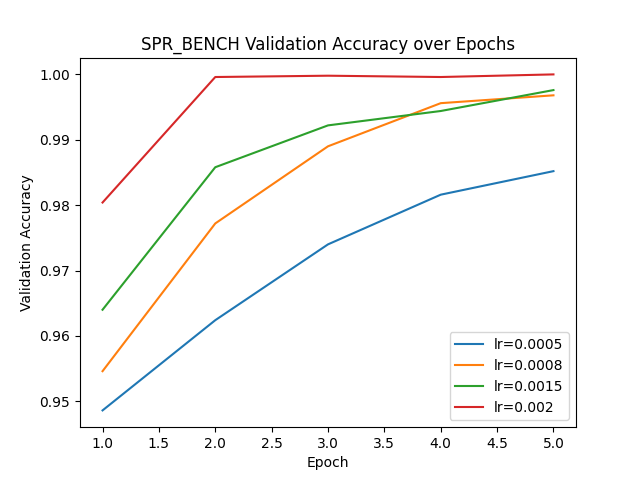 SPR_BENCH Validation Accuracy over Epochs
Validation Accuracy
1.00
0.99
0.98
0.97
0.96
0.95
lr=0.0005
lr=0.0008
lr=0.0015
lr=0.002
1.0 1.5 2.0 2.5 3.0 3.5 4.0 4.5 5.0
Epoch